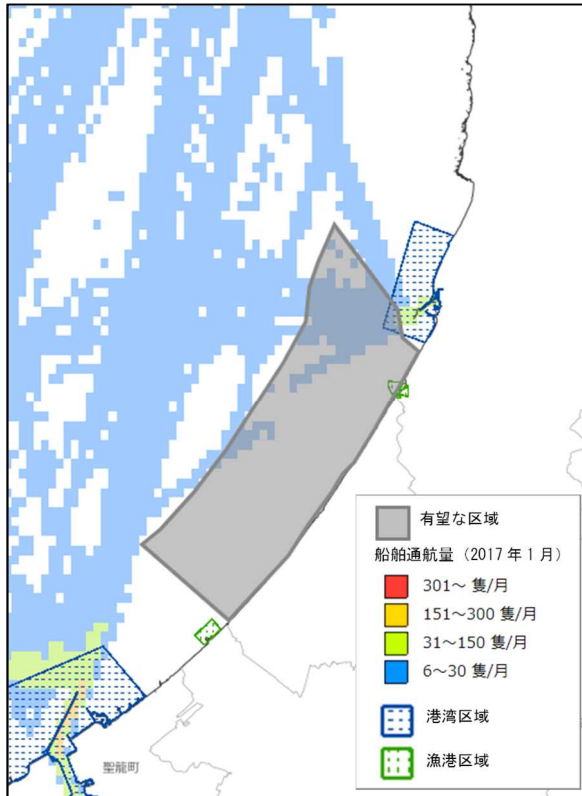 有望な区域
船舶通航量（2017年1月）
301～ 隻/月
151～300 隻/月
31～150 隻/月
6～30 隻/月
港湾区域
漁港区域
聖籠町